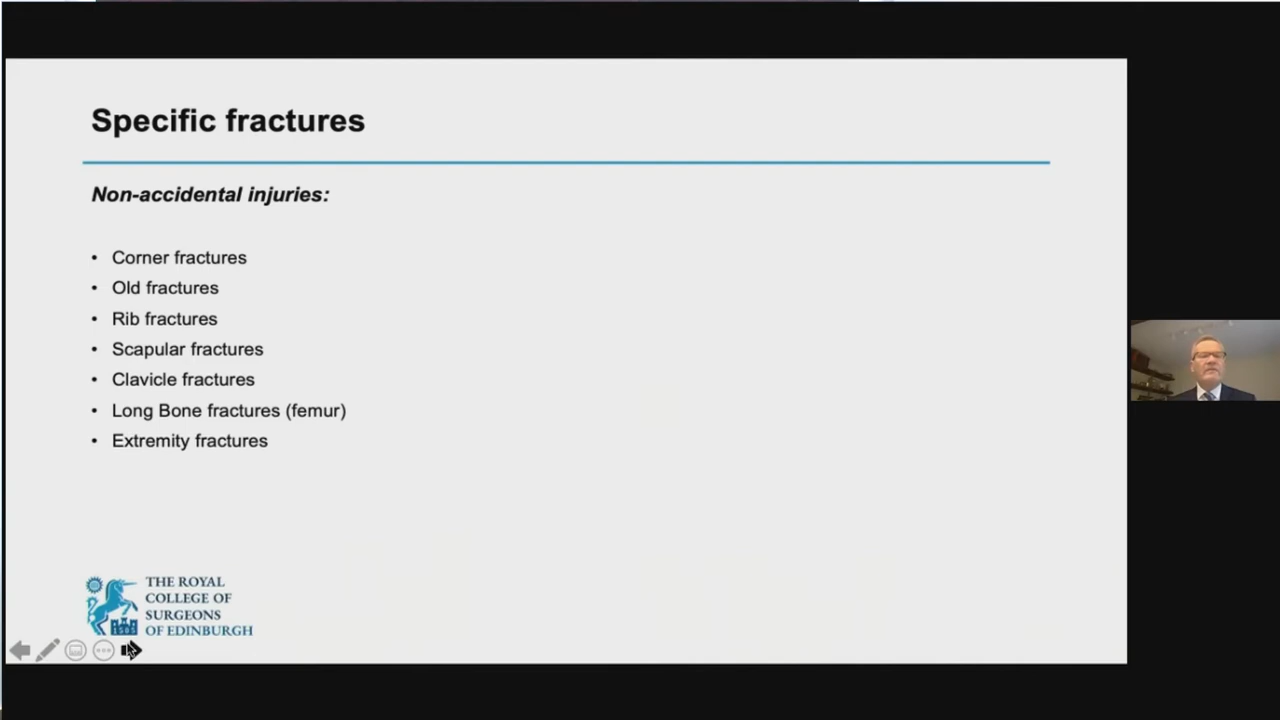 Specific fractures
Non-accidental injuries:
• Corner fractures
• Old fractures
• Rib fractures
• Scapular fractures
• Clavicle fractures
• Long Bone fractures (femur)
• Extremity fractures
THE ROYAL
COLLEGE OF
SURGEONS
OF EDINBURGH